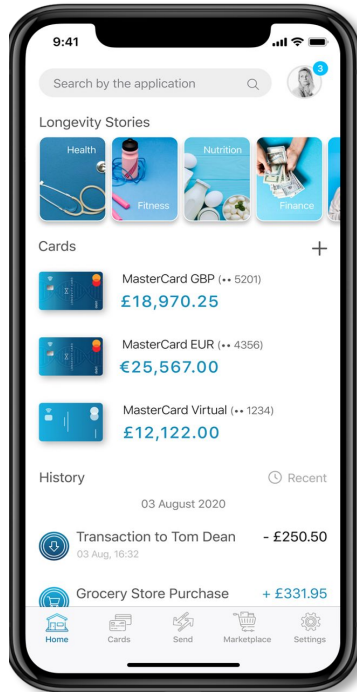 9:41
3
Search by the application
Longevity Stories
Health
Fitness
Nutrition
Finance
Cards
MasterCard GBP (•• 5201)
£18,970.25
MasterCard EUR (•• 4356)
€25,567.00
MasterCard Virtual (•• 1234)
£12,122.00
History
Recent
03 August 2020
Transaction to Tom Dean - £250.50
03 Aug, 16:32
Grocery Store Purchase + £331.95
Home Cards Send Marketplace Settings